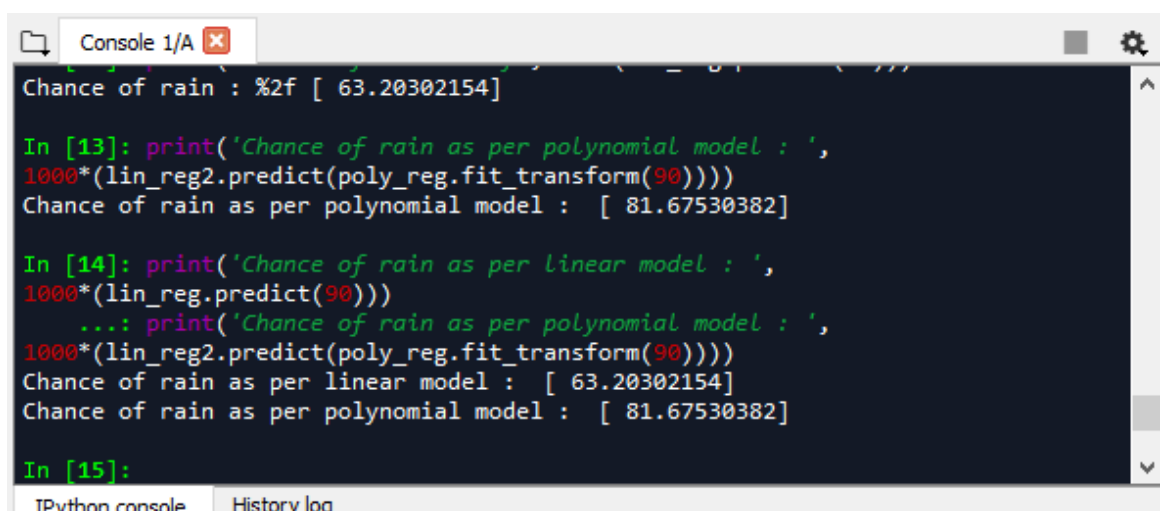 Console 1/A
Chance of rain : %2f [ 63.20302154]
In [13]: print('Chance of rain as per polynomial model : ',
1000*(lin_reg2.predict(poly_reg.fit_transform(90))))
Chance of rain as per polynomial model :  [ 81.67530382]
In [14]: print('Chance of rain as per linear model : ',
1000*(lin_reg.predict(90)))
    ...: print('Chance of rain as per polynomial model : ',
1000*(lin_reg2.predict(poly_reg.fit_transform(90))))
Chance of rain as per linear model :  [ 63.20302154]
Chance of rain as per polynomial model :  [ 81.67530382]
In [15]:
IPython console History log